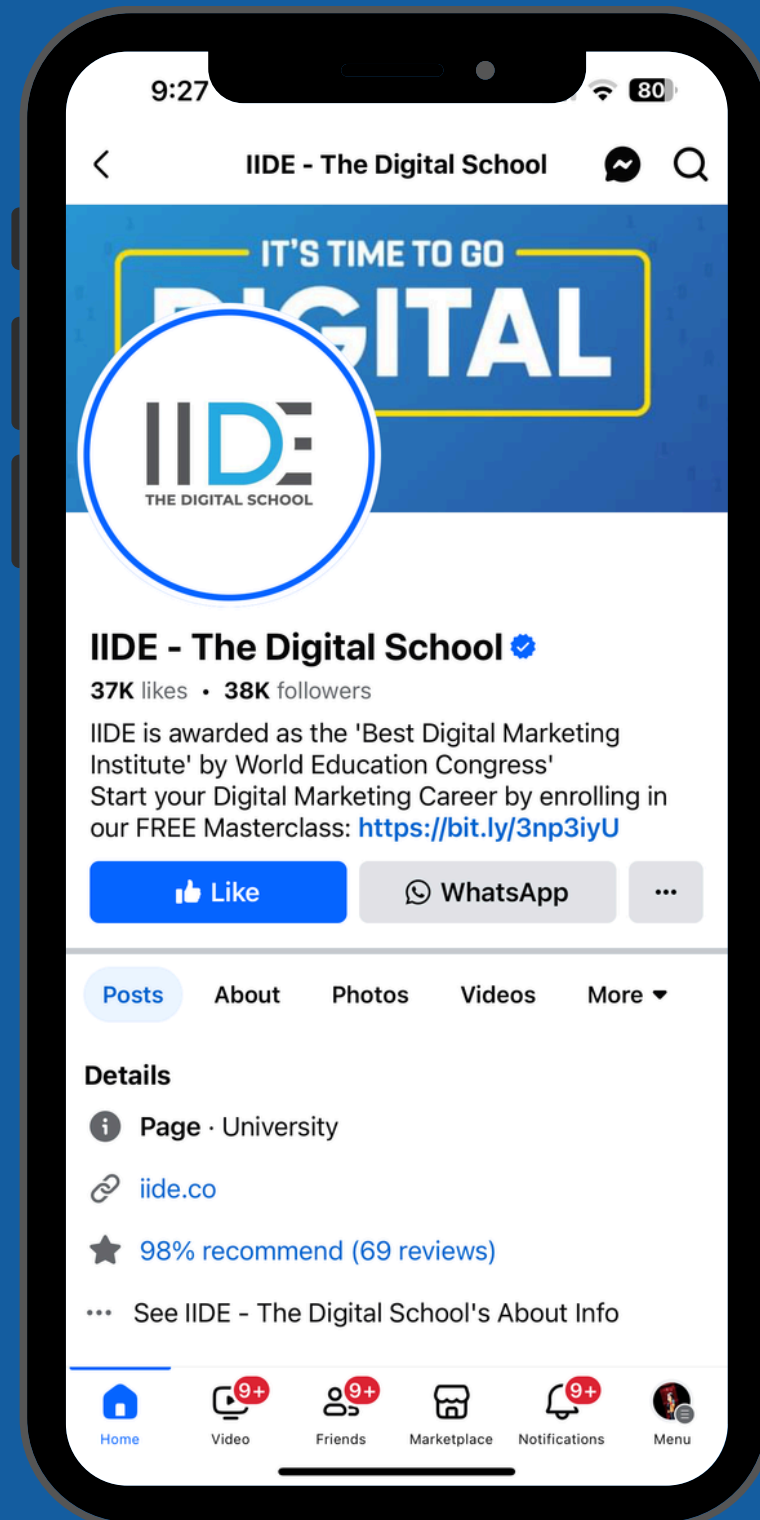 9:27
80
IIDE - The Digital School
IT'S TIME TO GO
DIGITAL
IIDE
THE DIGITAL SCHOOL
IIDE - The Digital School
37K likes • 38K followers
IIDE is awarded as the 'Best Digital Marketing
Institute' by World Education Congress'
Start your Digital Marketing Career by enrolling in
our FREE Masterclass: https://bit.ly/3np3iyU
Like
WhatsApp
Posts
About
Photos
Videos
More
Details
Page · University
iide.co
98% recommend (69 reviews)
See IIDE - The Digital School's About Info
9+
9+
9+
Home
Video
Friends
Marketplace
Notifications
Menu